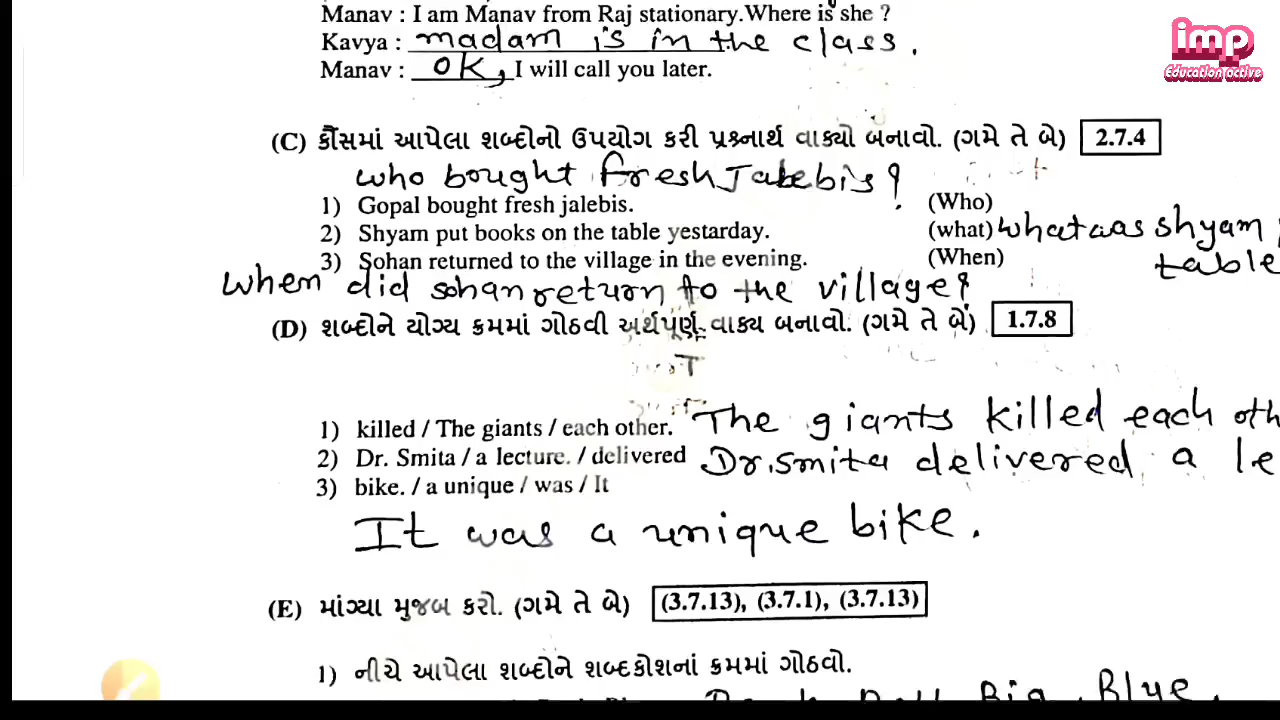 Manav : I am Manav from Raj stationary.Where is she ?
imp
Education active
Kavya : madam is in the class.
Manav : OK, I will call you later.
(C) કૌંસમાં આપેલા શબ્દોનો ઉપયોગ કરી પ્રશ્નાર્થ વાક્યો બનાવો. (ગમે તે બે) 2.7.4
who bought fresh Jalebis?
1) Gopal bought fresh jalebis. (Who)
2) Shyam put books on the table yestarday. (what) what was shyam
3) Sohan returned to the village in the evening. (When) table
When did sohan return to the village?
(D) શબ્દોને યોગ્ય ક્રમમાં ગોઠવી અર્થપૂર્ણ વાક્ય બનાવો. (ગમે તે બે) 1.7.8
1) killed / The giants / each other. The giants killed each oth
2) Dr. Smita / a lecture. / delivered Dr. Smita delivered a le
3) bike. / a unique / was / It
It was a unique bike.
(E) માંગ્યા મુજબ કરો. (ગમે તે બે) (3.7.13), (3.7.1), (3.7.13)
1) નીચે આપેલા શબ્દોને શબ્દકોશનાં ક્રમમાં ગોઠવો.
Big, Blue,